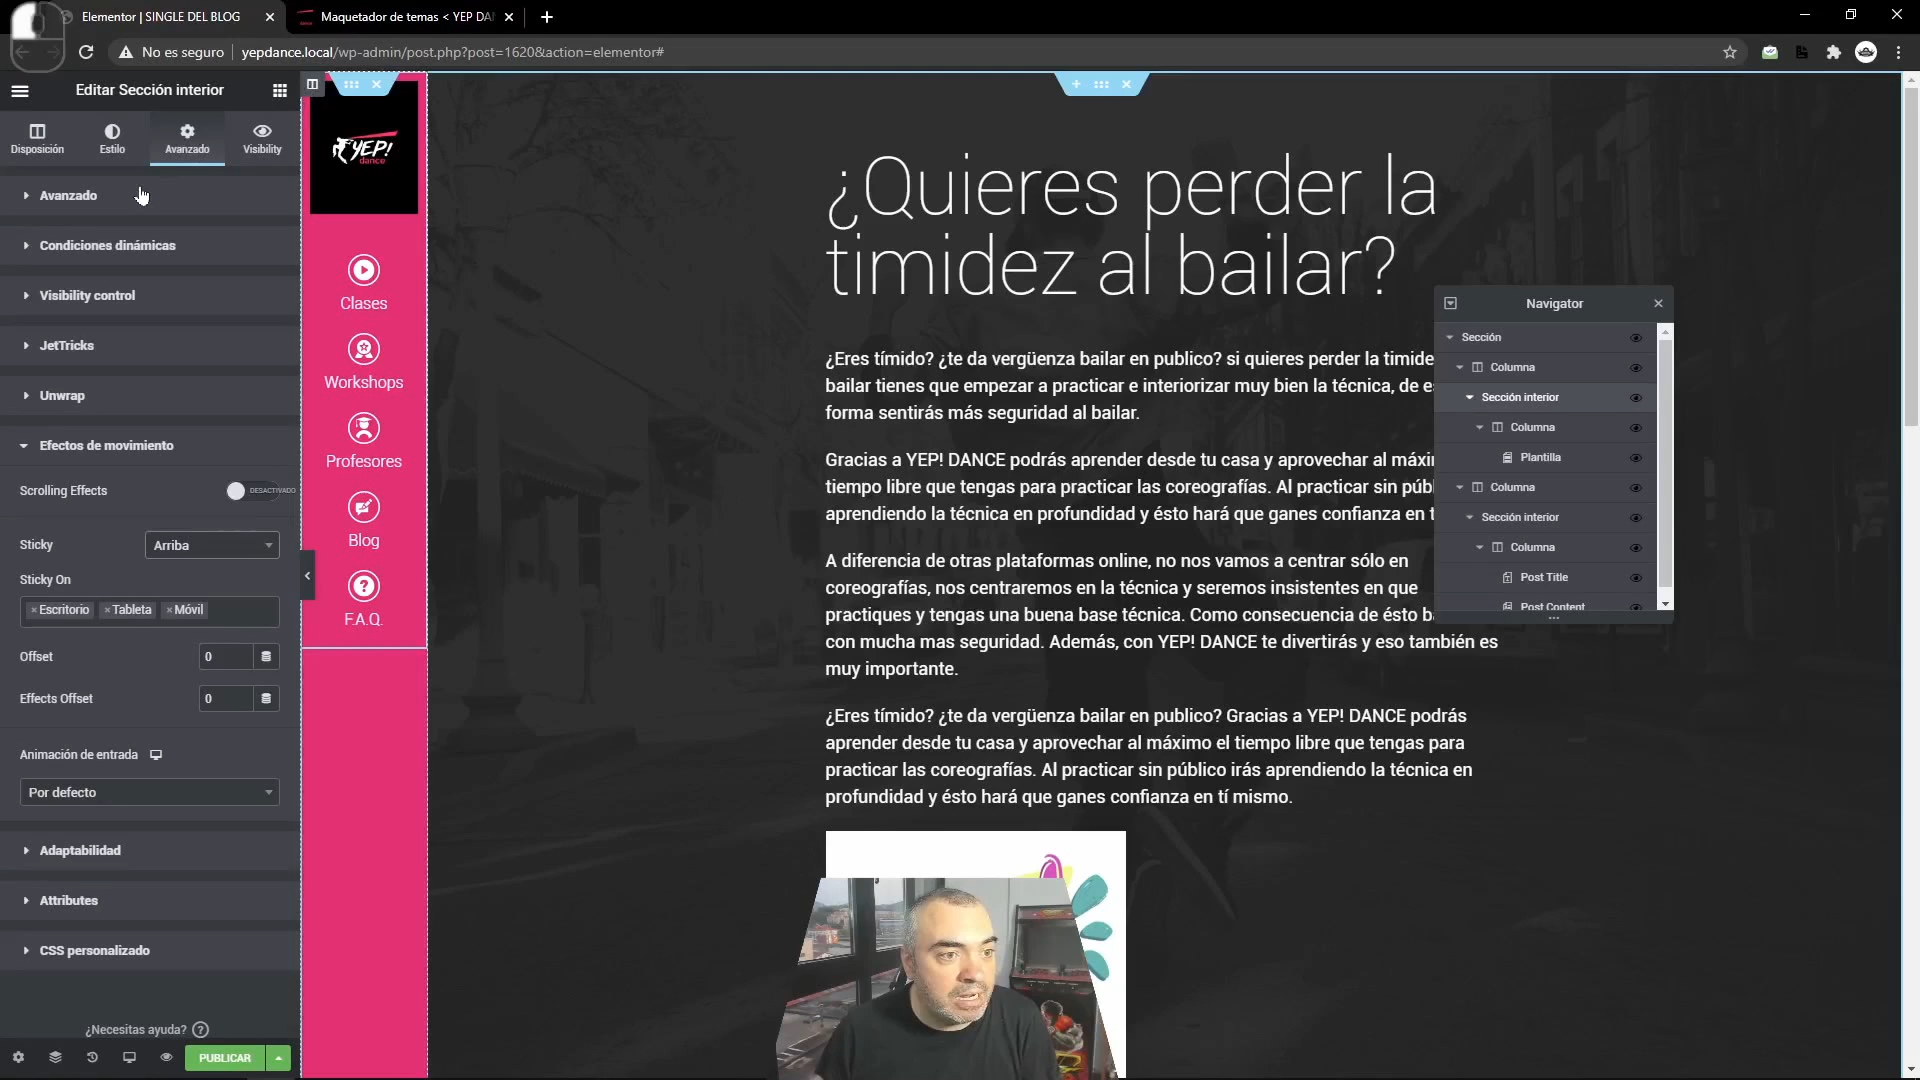 Elementor | SINGLE DEL BLOG
Maquetador de temas < YEP DA
No es seguro
yepdance.local/wp-admin/post.php?post=1620&action=elementor#
Editar Sección interior
Disposición
Estilo
Avanzado
Visibility
Avanzado
Condiciones dinámicas
Visibility control
JetTricks
Unwrap
Efectos de movimiento
Scrolling Effects
DESACTIVADO
Sticky
Arriba
Sticky On
× Escritorio × Tableta × Móvil
Offset
0
Effects Offset
0
Animación de entrada
Por defecto
Adaptabilidad
Attributes
CSS personalizado
¿Necesitas ayuda?
PUBLICAR
YEP!
dance
Clases
Workshops
Profesores
Blog
F.A.Q.
¿Quieres perder la
timidez al bailar?
¿Eres tímido? ¿te da vergüenza bailar en publico? si quieres perder la timide
bailar tienes que empezar a practicar e interiorizar muy bien la técnica, de es
forma sentirás más seguridad al bailar.
Gracias a YEP! DANCE podrás aprender desde tu casa y aprovechar al máxi
tiempo libre que tengas para practicar las coreografías. Al practicar sin públ
aprendiendo la técnica en profundidad y ésto hará que ganes confianza en t
A diferencia de otras plataformas online, no nos vamos a centrar sólo en
coreografías, nos centraremos en la técnica y seremos insistentes en que
practiques y tengas una buena base técnica. Como consecuencia de ésto b
con mucha mas seguridad. Además, con YEP! DANCE te divertirás y eso también es
muy importante.
¿Eres tímido? ¿te da vergüenza bailar en publico? Gracias a YEP! DANCE podrás
aprender desde tu casa y aprovechar al máximo el tiempo libre que tengas para
practicar las coreografías. Al practicar sin público irás aprendiendo la técnica en
profundidad y ésto hará que ganes confianza en tí mismo.
Navigator
Sección
Columna
Sección interior
Columna
Plantilla
Columna
Sección interior
Columna
Post Title
Post Content